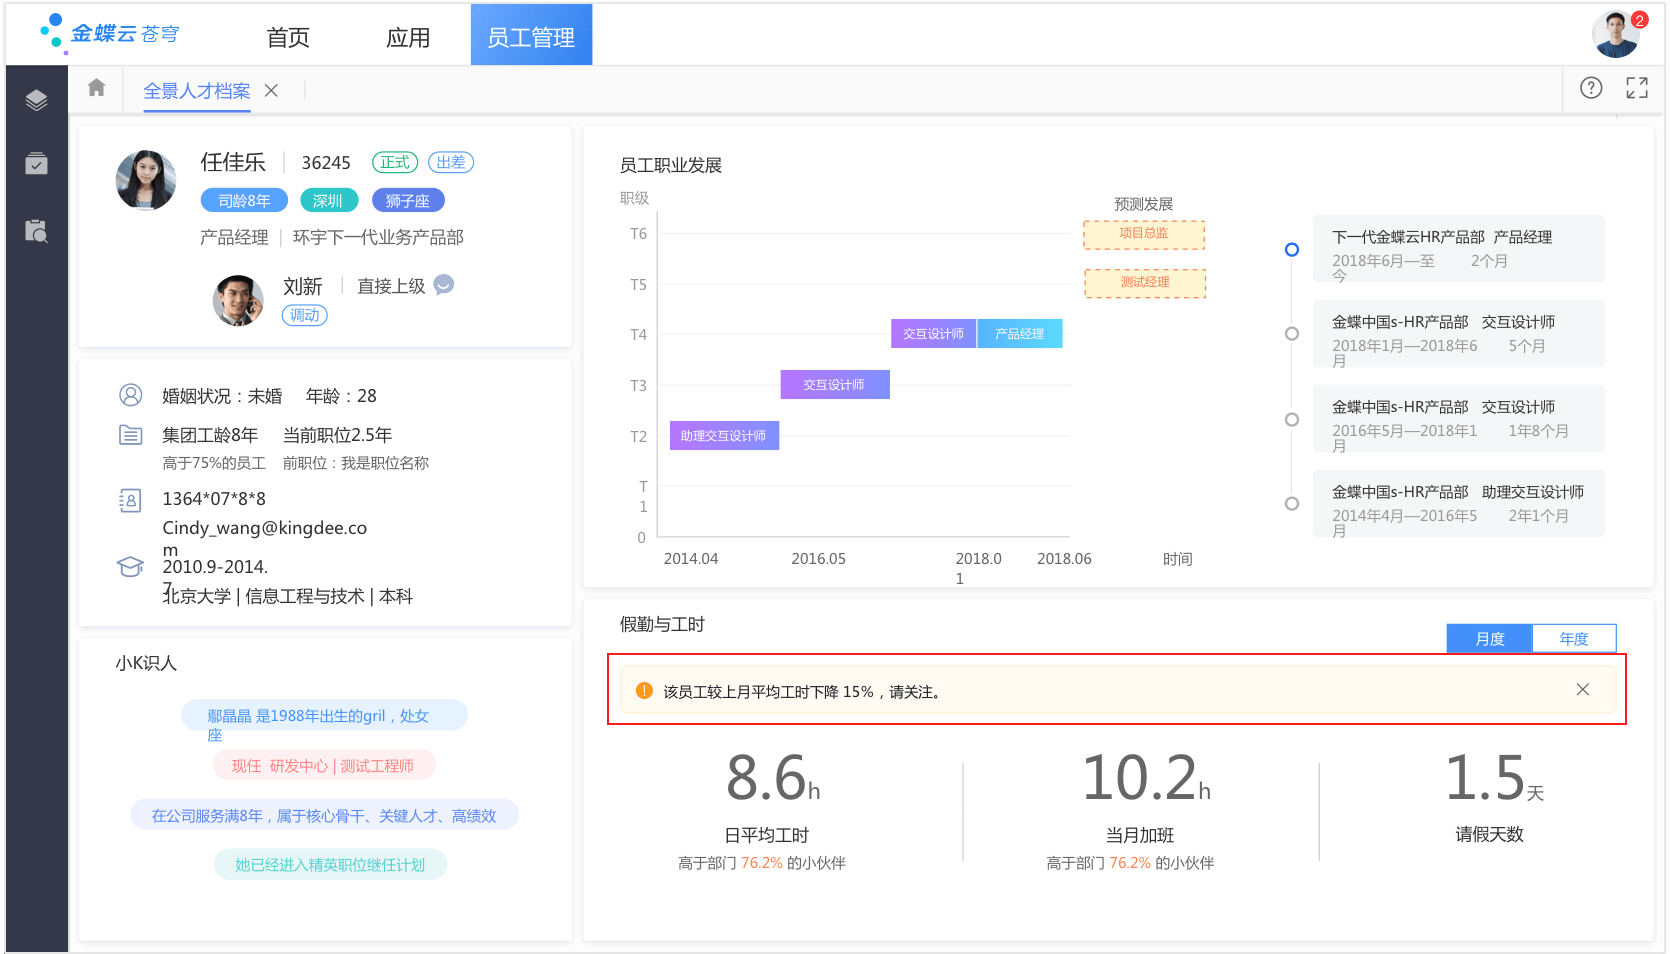 金蝶云 苍穹
首页
应用
员工管理
2
全景人才档案
任佳乐
36245
正式
出差
司龄8年
深圳
狮子座
产品经理
环宇下一代业务产品部
刘新
直接上级
调动
婚姻状况：未婚 年龄：28
集团工龄8年 当前职位2.5年
高于75%的员工 前职位：我是职位名称
1364*07*8*8
Cindy_wang@kingdee.co
m
2010.9-2014.
7
北京大学 | 信息工程与技术 | 本科
小K识人
鄢晶晶 是1988年出生的gril，处女
座
现任 研发中心 | 测试工程师
在公司服务满8年，属于核心骨干、关键人才、高绩效
她已经进入精英职位继任计划
员工职业发展
职级
T6
T5
T4
T3
T2
T
1
0
预测发展
项目总监
测试经理
交互设计师
产品经理
交互设计师
助理交互设计师
2014.04
2016.05
2018.0
1
2018.06
时间
下一代金蝶云HR产品部 产品经理
2018年6月—至
今
2个月
金蝶中国s-HR产品部 交互设计师
2018年1月—2018年6
月
5个月
金蝶中国s-HR产品部 交互设计师
2016年5月—2018年1
月
1年8个月
金蝶中国s-HR产品部 助理交互设计师
2014年4月—2016年5
月
2年1个月
假勤与工时
月度
年度
该员工较上月平均工时下降 15%，请关注。
8.6h
日平均工时
高于部门 76.2% 的小伙伴
10.2h
当月加班
高于部门 76.2% 的小伙伴
1.5天
请假天数